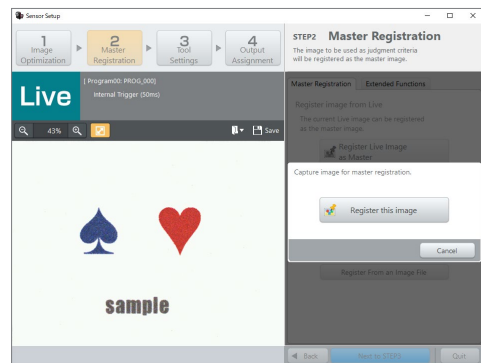 Sensor Setup
1
Image
Optimization
2
Master
Registration
3
Tool
Settings
4
Output
Assignment
STEP2 Master Registration
The image to be used as judgment criteria
will be registered as the master image.
Live
[ Program00: PROG_000]
Internal Trigger (50ms)
43%
Save
sample
Master Registration
Extended Functions
Register image from Live
The current Live image can be registered
as the master image.
Register Live Image
as Master
Capture image for master registration.
Register this image
Cancel
Register From an Image File
Back
Next to STEP3
Quit